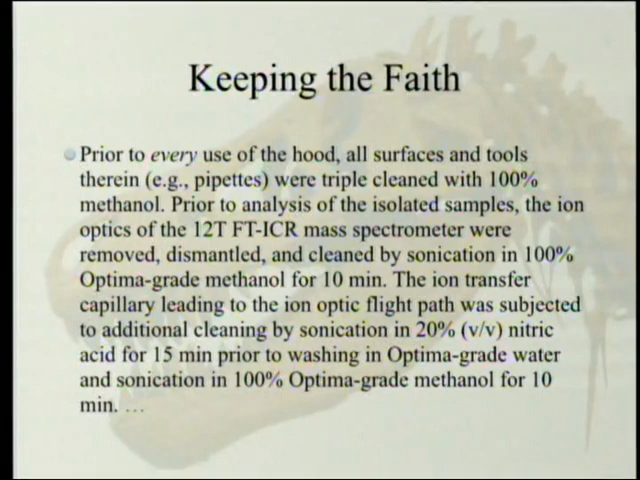 Keeping the Faith
Prior to every use of the hood, all surfaces and tools
therein (e.g., pipettes) were triple cleaned with 100%
methanol. Prior to analysis of the isolated samples, the ion
optics of the 12T FT-ICR mass spectrometer were
removed, dismantled, and cleaned by sonication in 100%
Optima-grade methanol for 10 min. The ion transfer
capillary leading to the ion optic flight path was subjected
to additional cleaning by sonication in 20% (v/v) nitric
acid for 15 min prior to washing in Optima-grade water
and sonication in 100% Optima-grade methanol for 10
min. …